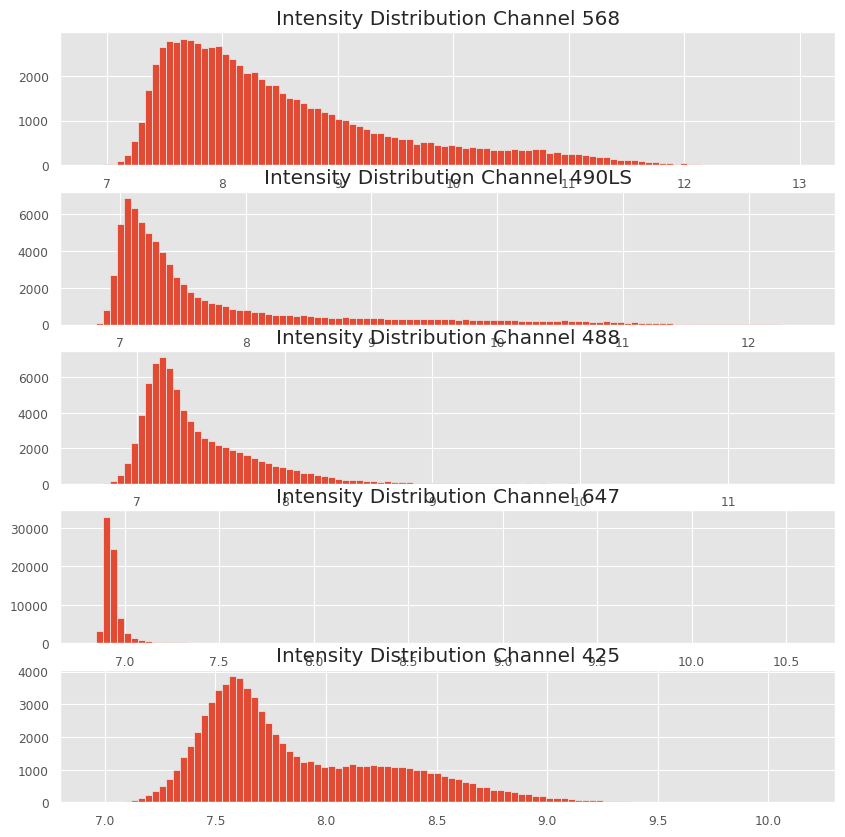 Intensity Distribution Channel 568
2000
1000
0
7 8 9 10 11 12 13
Intensity Distribution Channel 490LS
6000
4000
2000
0
7 8 9 10 11 12
Intensity Distribution Channel 488
6000
4000
2000
0
7 8 9 10 11
Intensity Distribution Channel 647
30000
20000
10000
0
7.0 7.5 8.0 8.5 9.0 9.5 10.0 10.5
Intensity Distribution Channel 425
4000
3000
2000
1000
0
7.0 7.5 8.0 8.5 9.0 9.5 10.0